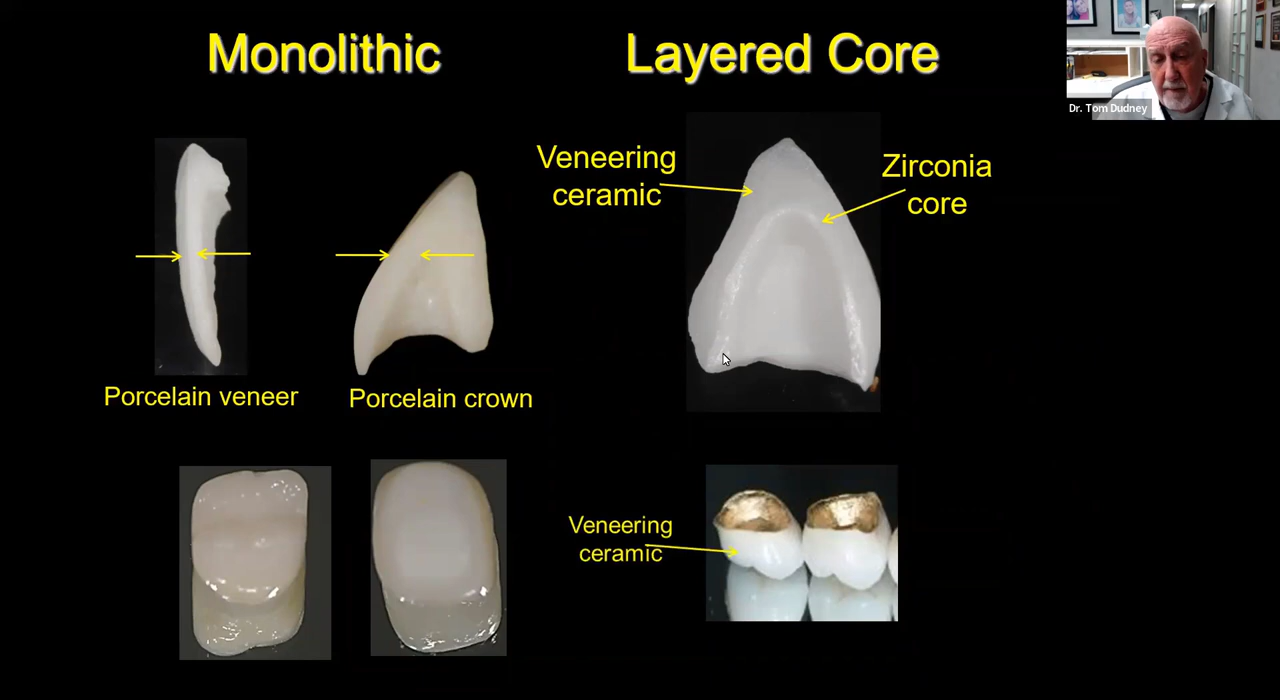 Monolithic
Layered Core
Dr. Tom Dudney
Veneering
ceramic
Zirconia
core
Porcelain veneer
Porcelain crown
Veneering
ceramic